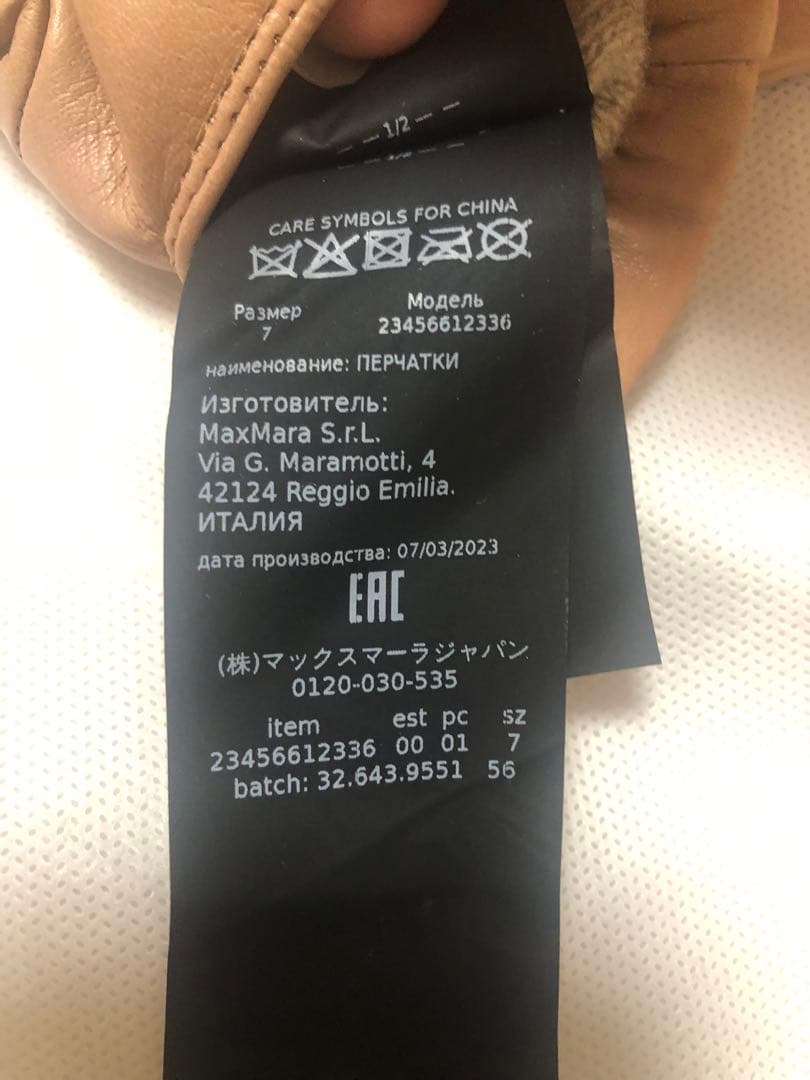 1/2
CARE SYMBOLS FOR CHINA
Размер Модель
7 23456612336
наименование: ПЕРЧАТКИ
Изготовитель:
MaxMara S.r.L.
Via G. Maramotti, 4
42124 Reggio Emilia.
ИТАЛИЯ
дата производства: 07/03/2023
EAC
(株)マックスマーラジャパン
0120-030-535
item est pc sz
23456612336 00 01 7
batch: 32.643.9551 56